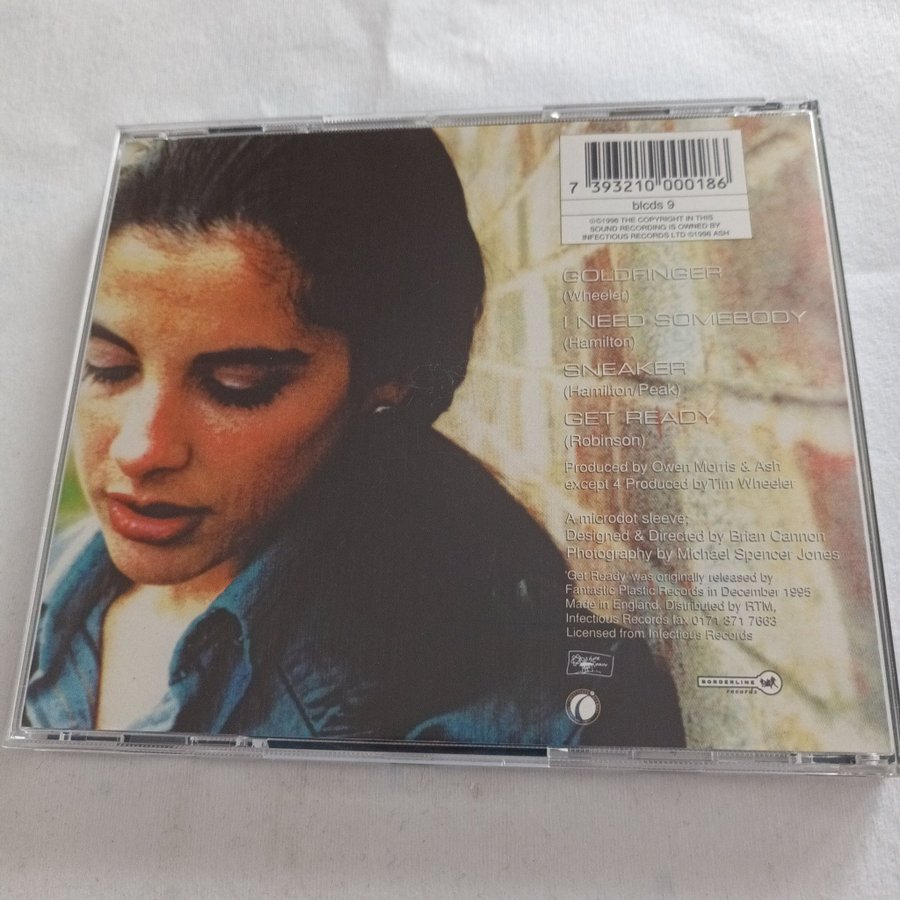 7 393210 000186
blcds 9
℗©1996 THE COPYRIGHT IN THIS
SOUND RECORDING IS OWNED BY
INFECTIOUS RECORDS LTD ©1996 ASH
GOLDFINGER
(Wheeler)
I NEED SOMEBODY
(Hamilton)
SNEAKER
(Hamilton/Peak)
GET READY
(Robinson)
Produced by Owen Morris & Ash
except 4 Produced by Tim Wheeler
A microdot sleeve;
Designed & Directed by Brian Cannon
Photography by Michael Spencer Jones
'Get Ready' was originally released by
Fantastic Plastic Records in December 1995
Made in England. Distributed by RTM,
Infectious Records fax 0171 371 7663
Licensed from Infectious Records
BORDERLINE
records